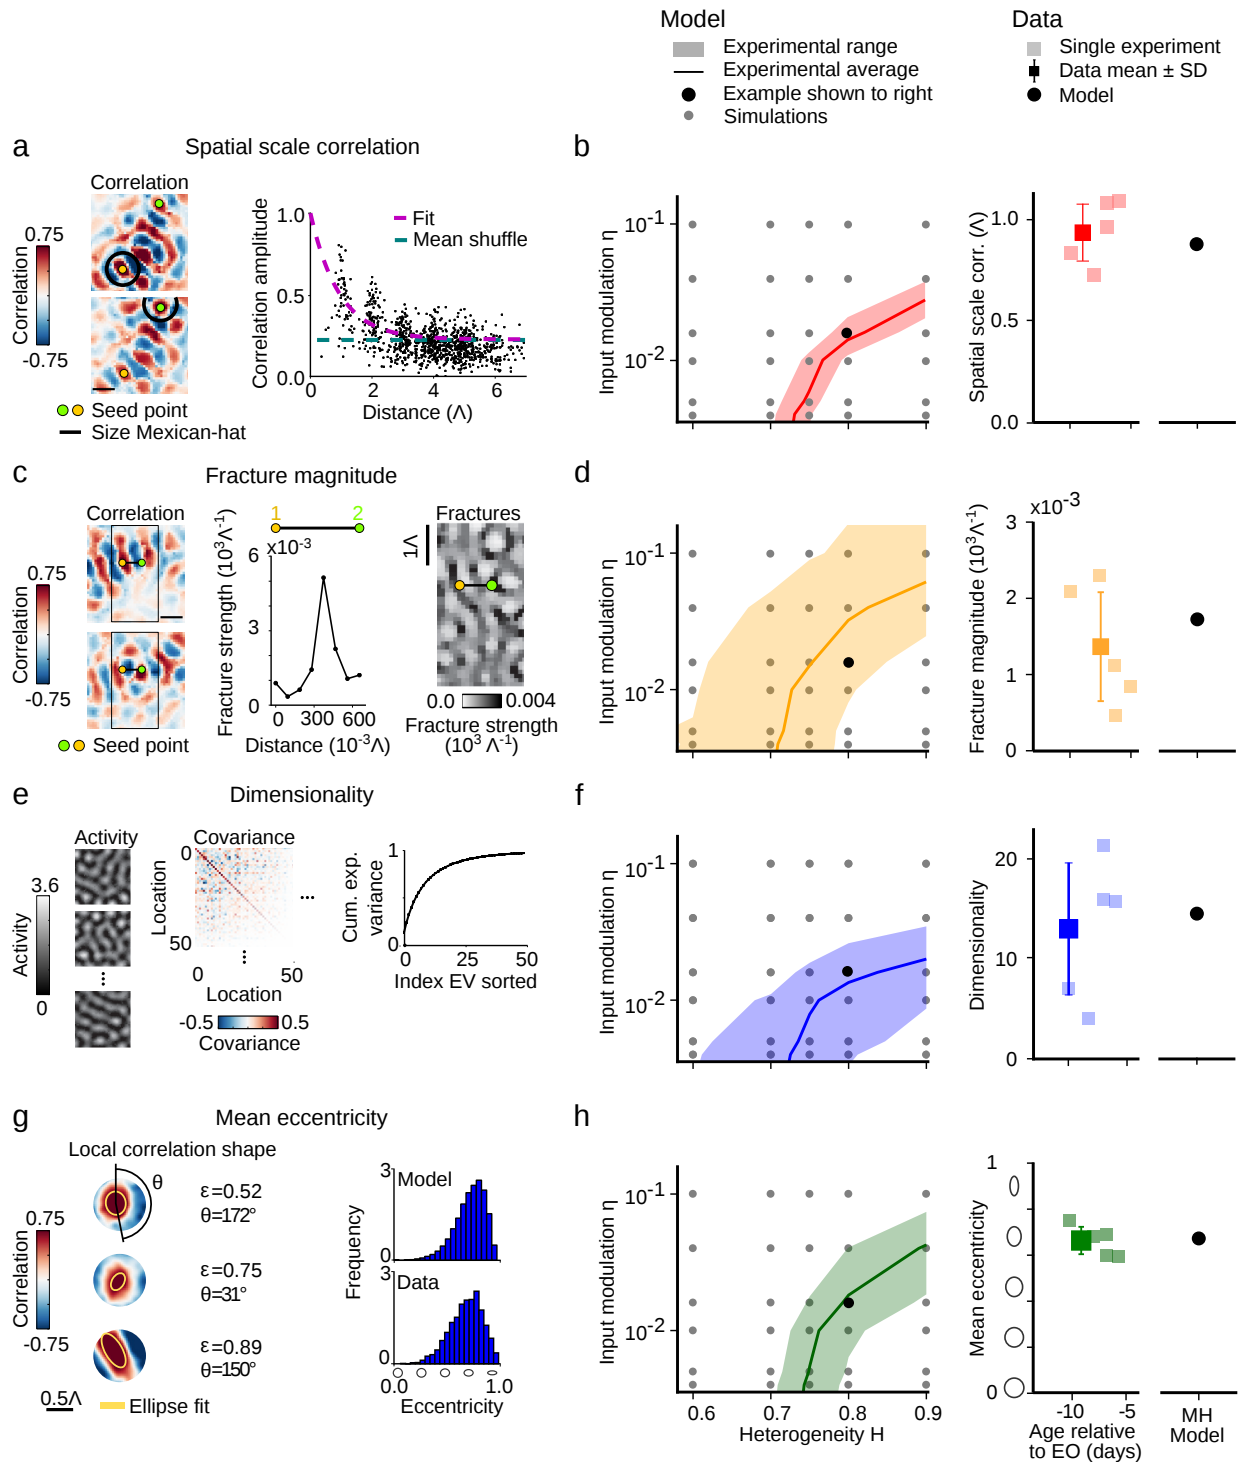 Model
Experimental range
Experimental average
Example shown to right
Simulations
Data
Single experiment
Data mean ± SD
Model
a
Spatial scale correlation
Correlation
0.75
-0.75
Correlation
Seed point
Size Mexican-hat
Correlation amplitude
1.0
0.5
0.0
Fit
Mean shuffle
0
2
4
6
Distance (Λ)
b
Input modulation η
10⁻¹
10⁻²
Spatial scale corr. (Λ)
1.0
0.5
0.0
c
Fracture magnitude
Correlation
0.75
-0.75
Correlation
Seed point
1
2
x10⁻³
Fracture strength (10³Λ⁻¹)
6
3
0
0
300
600
Distance (10⁻³Λ)
Fractures
1Λ
0.0
0.004
Fracture strength
(10³ Λ⁻¹)
d
Input modulation η
10⁻¹
10⁻²
x10⁻³
Fracture magnitude (10³Λ⁻¹)
3
2
1
0
e
Dimensionality
Activity
3.6
0
Activity
...
Covariance
0
50
Location
...
...
0
50
Location
-0.5
0.5
Covariance
Cum. exp.
variance
1
0
0
25
50
Index EV sorted
f
Input modulation η
10⁻¹
10⁻²
Dimensionality
20
10
0
g
Mean eccentricity
Local correlation shape
θ
ε=0.52
θ=172°
ε=0.75
θ=31°
ε=0.89
θ=150°
0.75
-0.75
Correlation
0.5Λ
Ellipse fit
Frequency
3
0
Model
3
0
Data
0.0
1.0
Eccentricity
h
Input modulation η
10⁻¹
10⁻²
0.6
0.7
0.8
0.9
Heterogeneity H
Mean eccentricity
1
0
-10
-5
Age relative
to EO (days)
MH
Model